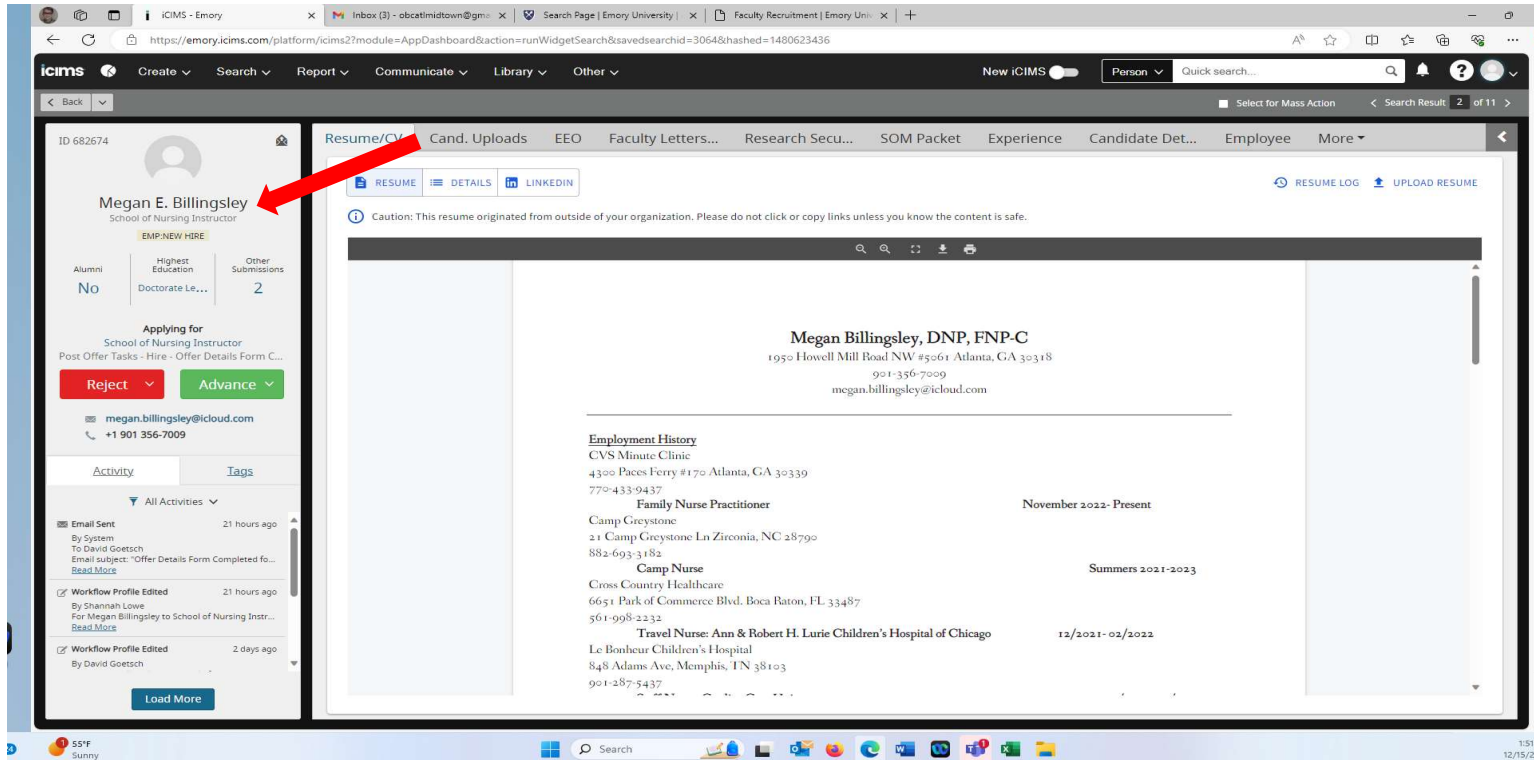 iCIMS - Emory
Inbox (3) - obcatlmidtown@gma
Search Page | Emory University |
Faculty Recruitment | Emory Univ
https://emory.icims.com/platform/icims2?module=AppDashboard&action=runWidgetSearch&savedsearchid=3064&hashed=1480623436
icims Create Search Report Communicate Library Other New iCIMS Person Quick search...
Back Select for Mass Action Search Result 2 of 11
ID 682674
Megan E. Billingsley
School of Nursing Instructor
EMP:NEW HIRE
Alumni Highest Education Other Submissions
No Doctorate Le... 2
Applying for
School of Nursing Instructor
Post Offer Tasks - Hire - Offer Details Form C...
Reject Advance
megan.billingsley@icloud.com
+1 901 356-7009
Activity Tags
All Activities
Email Sent 21 hours ago
By System
To David Goetsch
Email subject: "Offer Details Form Completed fo...
Read More
Workflow Profile Edited 21 hours ago
By Shannah Lowe
For Megan Billingsley to School of Nursing Instr...
Read More
Workflow Profile Edited 2 days ago
By David Goetsch
Load More
Resume/CV Cand. Uploads EEO Faculty Letters... Research Secu... SOM Packet Experience Candidate Det... Employee More
RESUME DETAILS LINKEDIN RESUME LOG UPLOAD RESUME
Caution: This resume originated from outside of your organization. Please do not click or copy links unless you know the content is safe.
Megan Billingsley, DNP, FNP-C
1950 Howell Mill Road NW #5061 Atlanta, GA 30318
901-356-7009
megan.billingsley@icloud.com
Employment History
CVS Minute Clinic
4300 Paces Ferry #170 Atlanta, GA 30339
770-433-9437
Family Nurse Practitioner November 2022- Present
Camp Greystone
21 Camp Greystone Ln Zirconia, NC 28790
882-693-3182
Camp Nurse Summers 2021-2023
Cross Country Healthcare
6651 Park of Commerce Blvd. Boca Raton, FL 33487
561-998-2232
Travel Nurse: Ann & Robert H. Lurie Children's Hospital of Chicago 12/2021- 02/2022
Le Bonheur Children's Hospital
848 Adams Ave, Memphis, TN 38103
901-287-5437
55°F
Sunny
Search
1:51
12/15/2